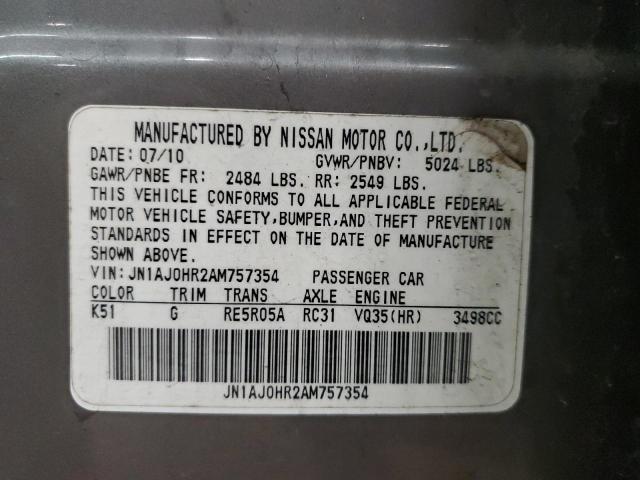 MANUFACTURED BY NISSAN MOTOR CO.,LTD.
DATE: 07/10 GVWR/PNBV: 5024 LBS.
GAWR/PNBE FR: 2484 LBS. RR: 2549 LBS.
THIS VEHICLE CONFORMS TO ALL APPLICABLE FEDERAL
MOTOR VEHICLE SAFETY,BUMPER,AND THEFT PREVENTION
STANDARDS IN EFFECT ON THE DATE OF MANUFACTURE
SHOWN ABOVE.
VIN:JN1AJ0HR2AM757354 PASSENGER CAR
COLOR TRIM TRANS AXLE ENGINE
K51 G RE5R05A RC31 VQ35(HR) 3498CC
JN1AJ0HR2AM757354